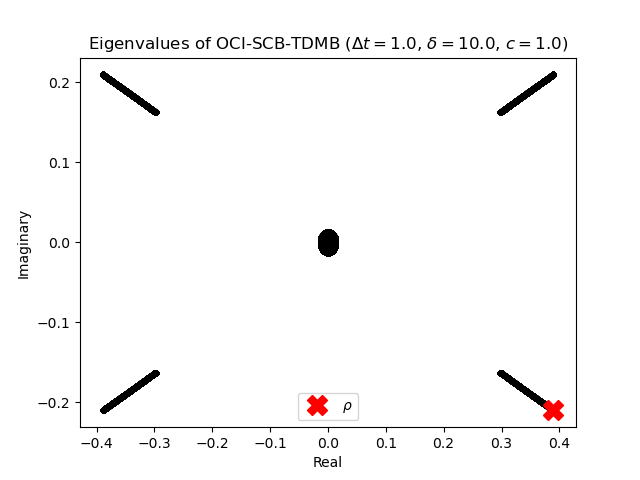 Eigenvalues of OCI-SCB-TDMB (Δt = 1.0, δ = 10.0, c = 1.0)
0.2
0.1
0.0
−0.1
−0.2
Imaginary
ρ
−0.4 −0.3 −0.2 −0.1 0.0 0.1 0.2 0.3 0.4
Real